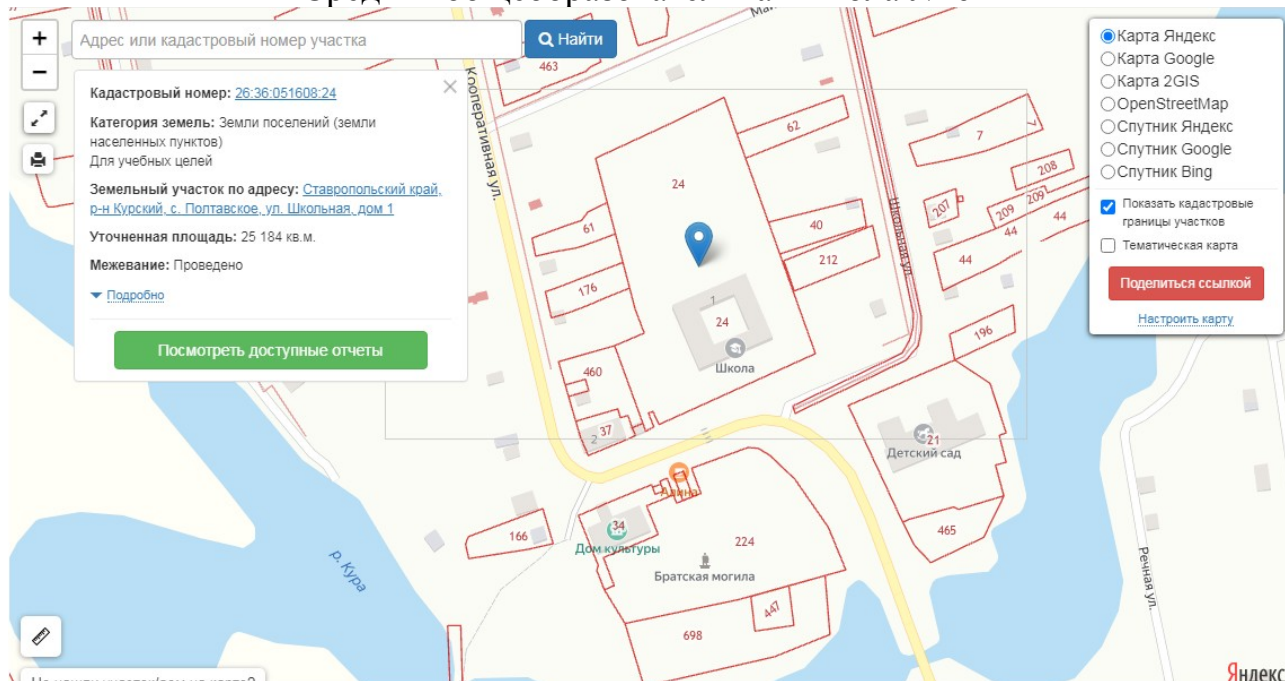 Адрес или кадастровый номер участка
Найти
Кадастровый номер: 26:36:051608:24
Категория земель: Земли поселений (земли
населенных пунктов)
Для учебных целей
Земельный участок по адресу: Ставропольский край,
р-н Курский, с. Полтавское, ул. Школьная, дом 1
Уточненная площадь: 25 184 кв.м.
Межевание: Проведено
Подробно
Посмотреть доступные отчеты
Карта Яндекс
Карта Google
Карта 2GIS
OpenStreetMap
Спутник Яндекс
Спутник Google
Спутник Bing
Показать кадастровые
границы участков
Тематическая карта
Поделиться ссылкой
Настроить карту
463
Кооперативная ул.
62
7
7
24
208
209
209
207
44
44
44
Школьная ул.
61
40
212
176
1
24
Школа
196
460
2
37
21
Детский сад
Алина
34
Дом культуры
166
224
465
Братская могила
р. Кура
447
698
Речная ул.
Яндекс